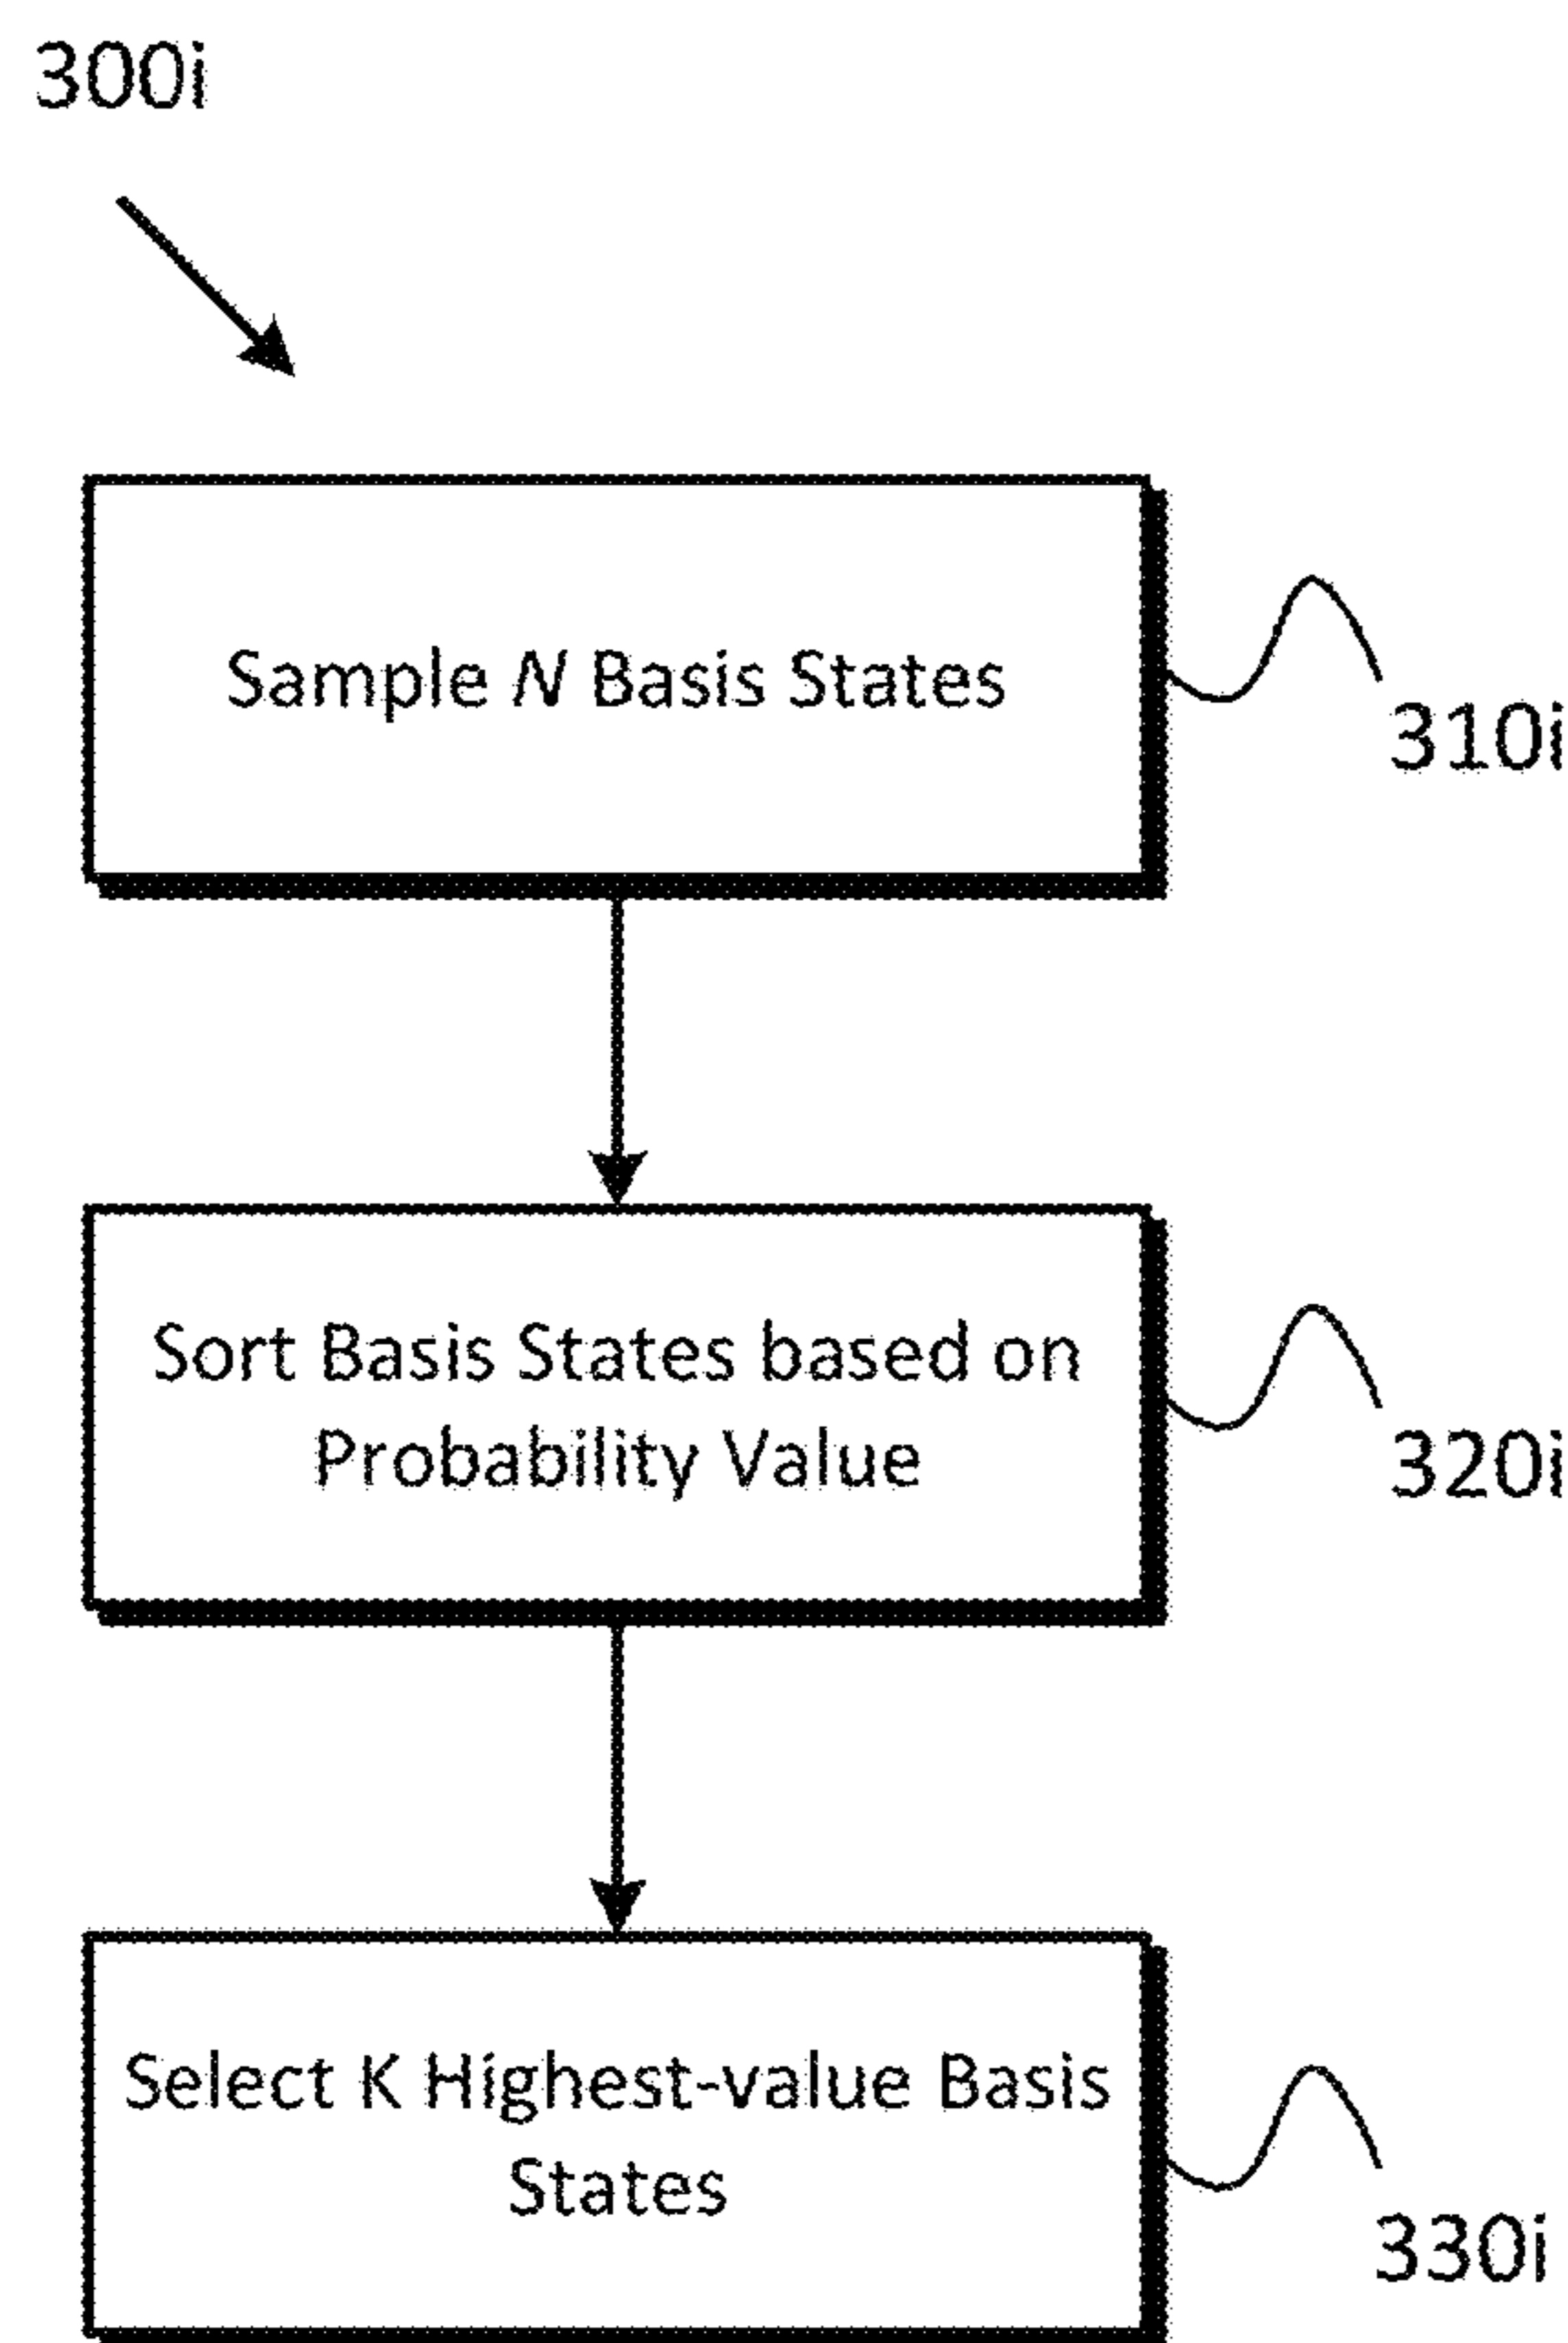 300i
Sample N Basis States
310i
Sort Basis States based on
Probability Value
320i
Select K Highest-value Basis
States
330i